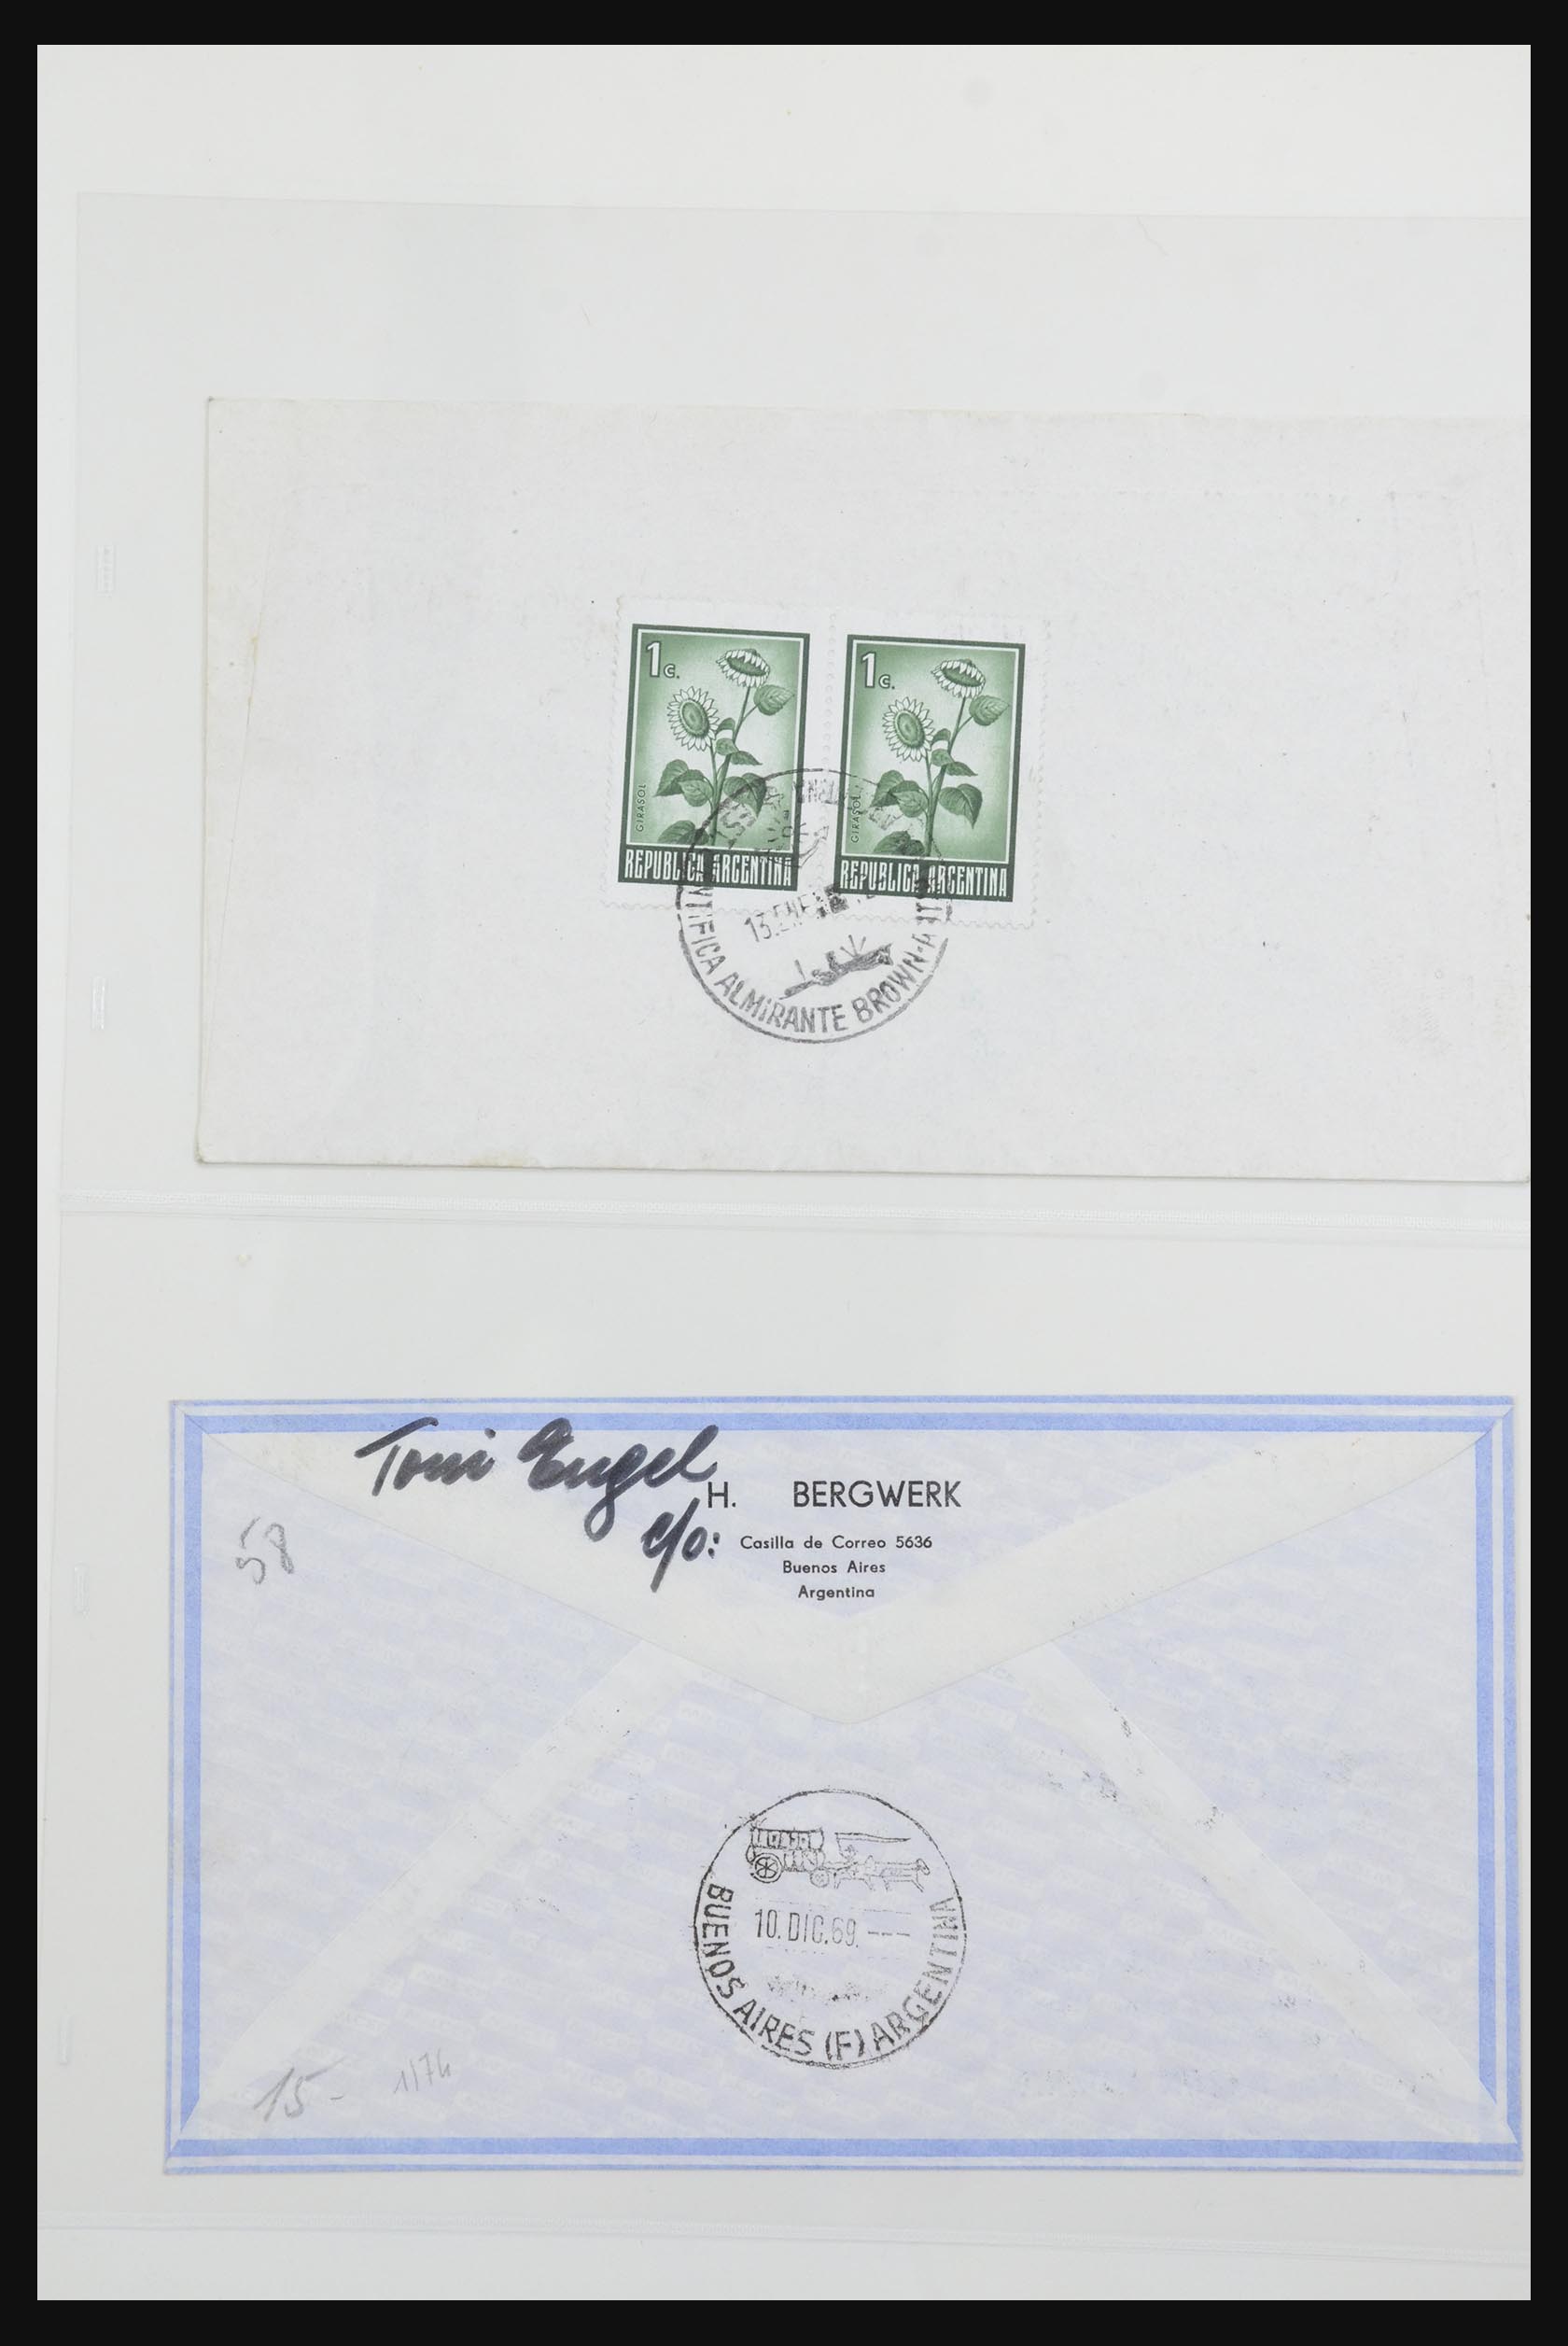 1c.
GIRASOL
REPUBLICA ARGENTINA
1c.
GIRASOL
REPUBLICA ARGENTINA
13.
NTIFICA ALMIRANTE BROWN
Toni Engel
H. BERGWERK
c/o: Casilla de Correo 5636
Buenos Aires
Argentina
58
10. DIC. 69. ---
BUENOS AIRES (F) ARGENTINA
15 -